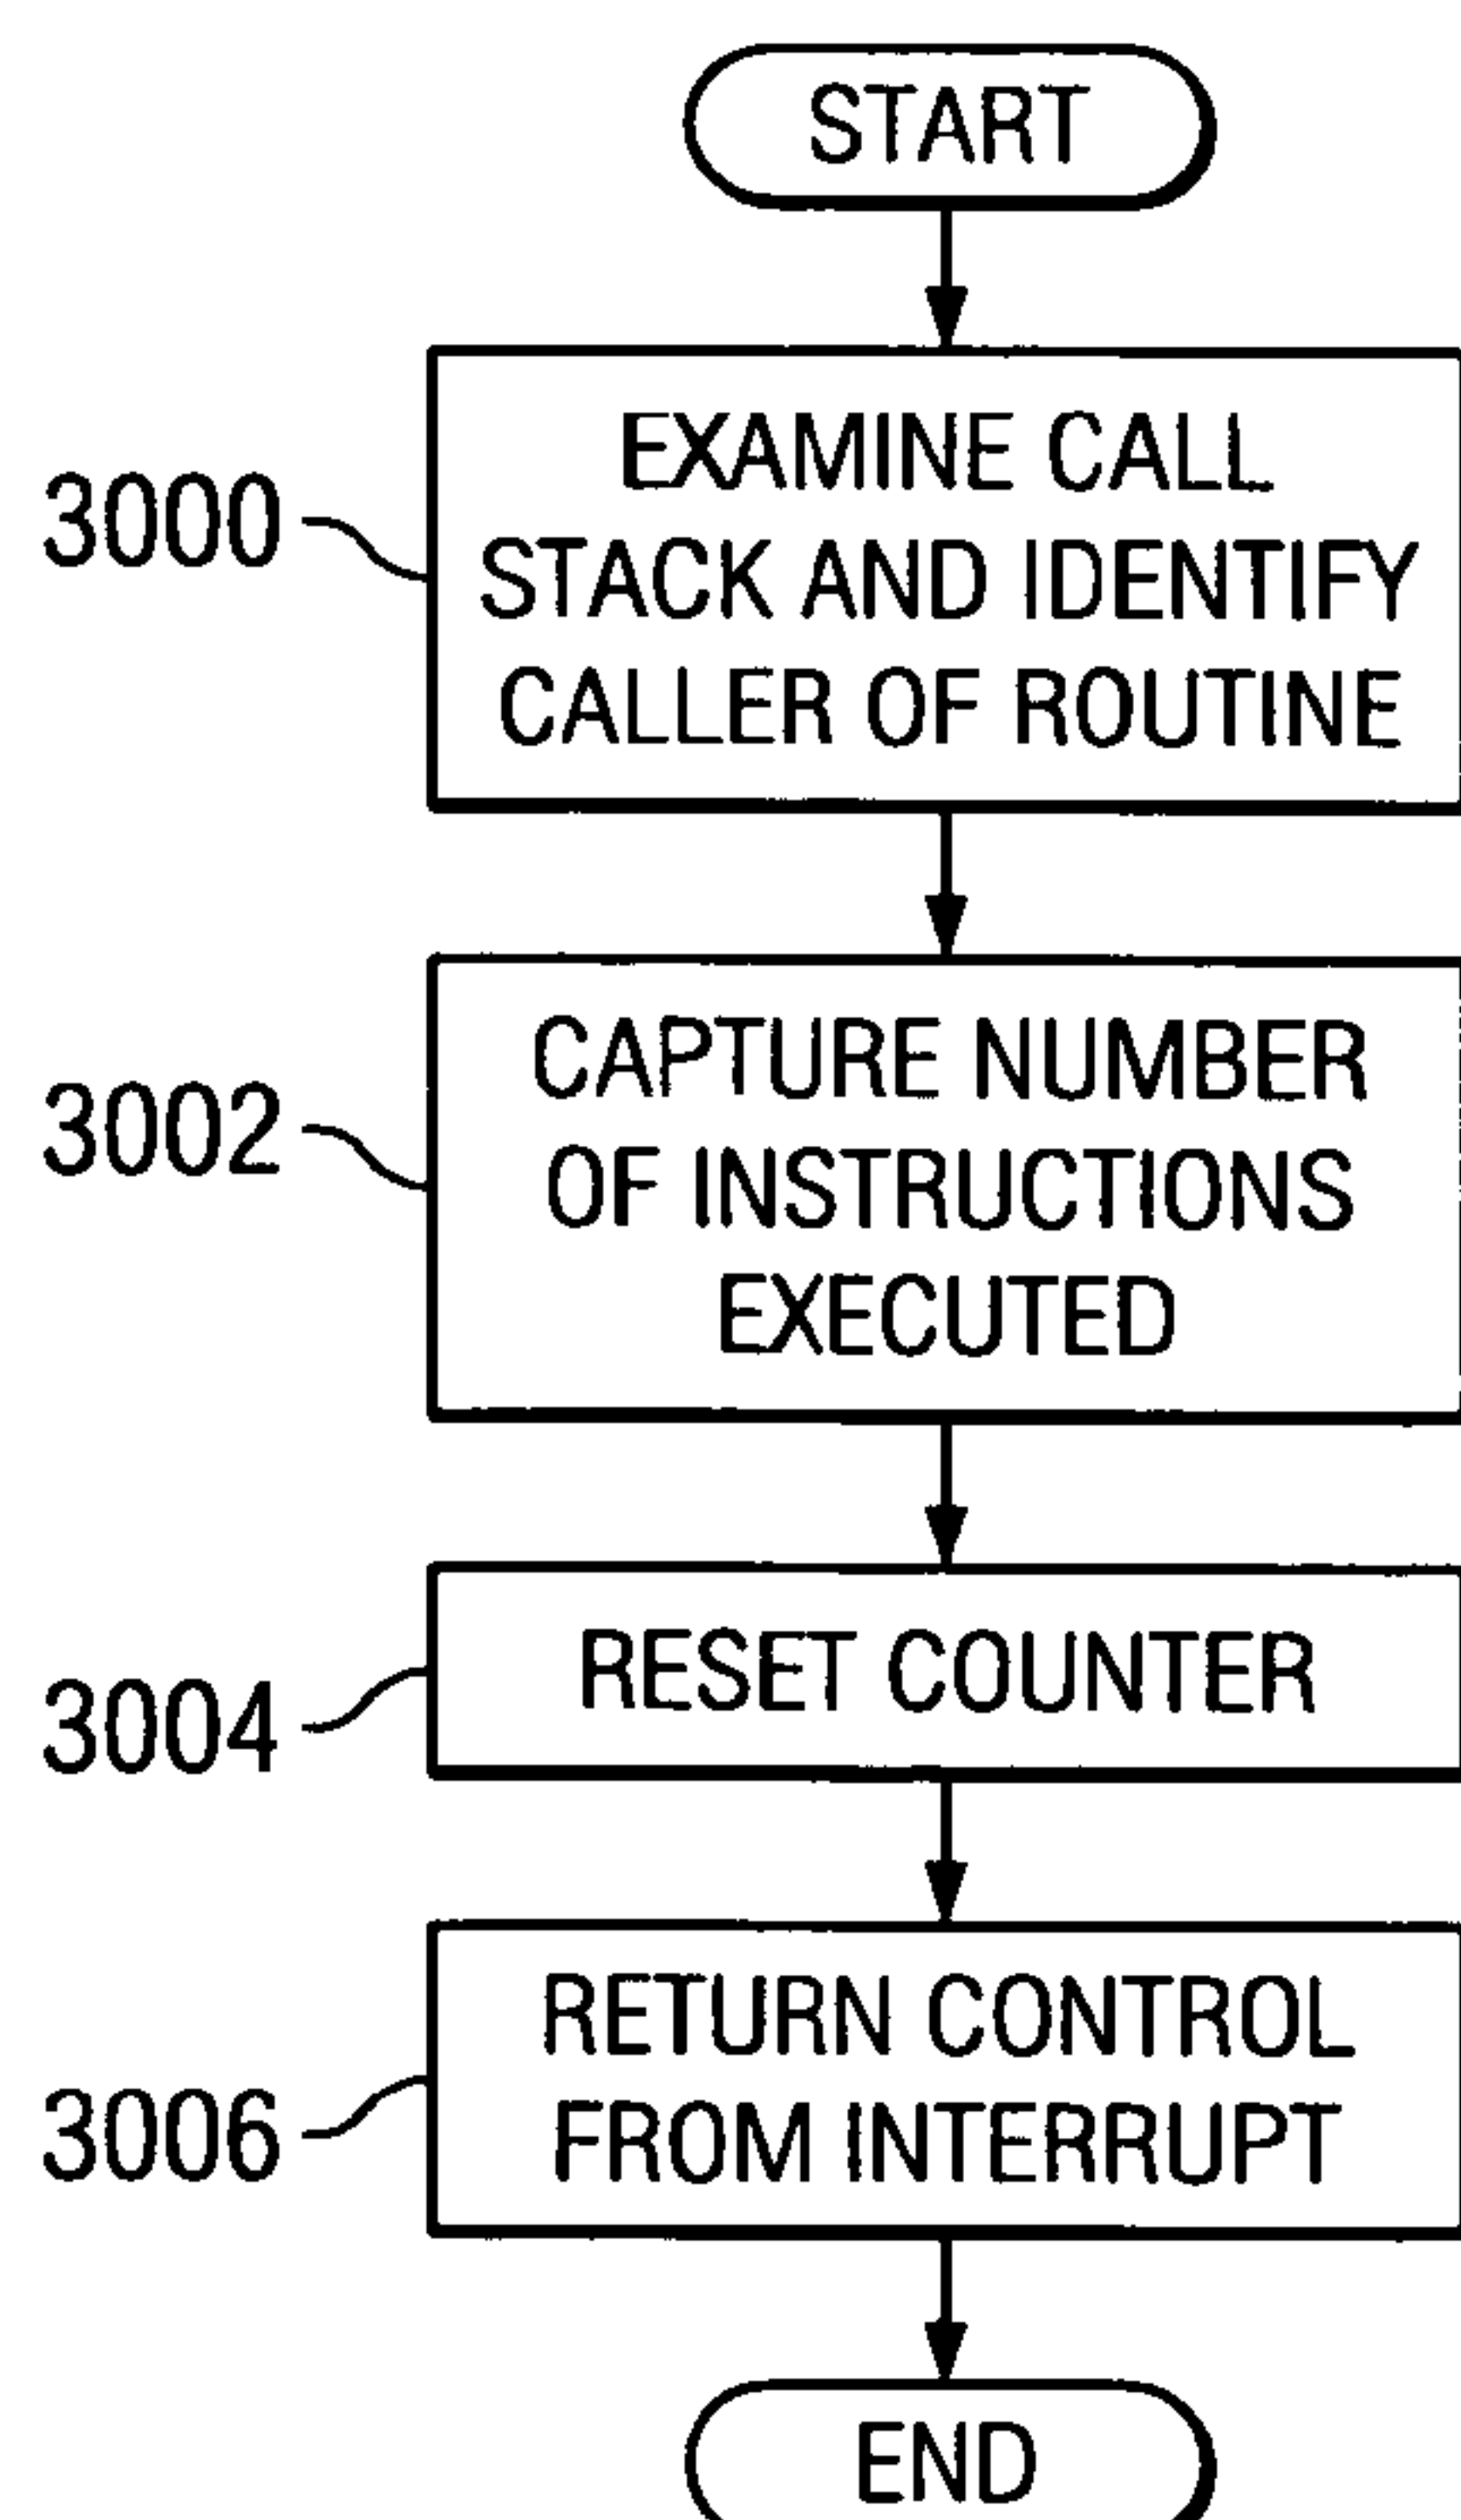 START
3000
EXAMINE CALL
STACK AND IDENTIFY
CALLER OF ROUTINE
3002
CAPTURE NUMBER
OF INSTRUCTIONS
EXECUTED
3004
RESET COUNTER
3006
RETURN CONTROL
FROM INTERRUPT
END